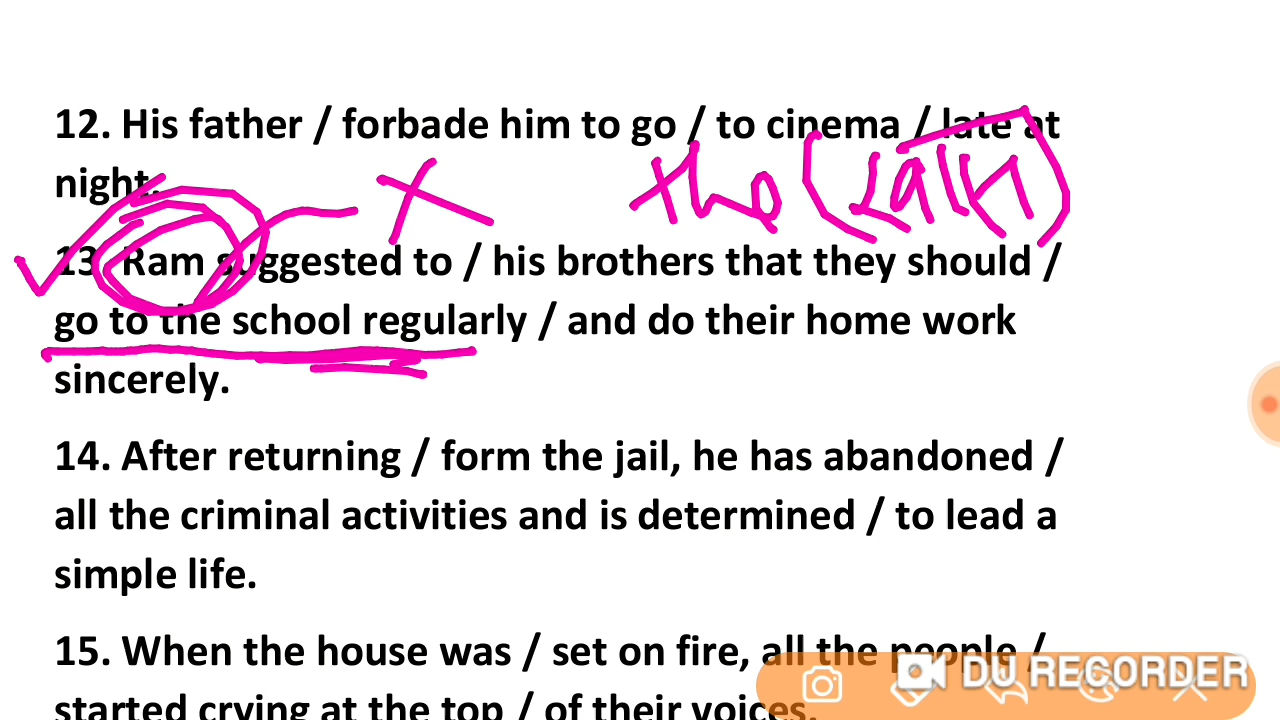 12. His father / forbade him to go / to cinema / late at
night.
the
13. Ram suggested to / his brothers that they should /
go to the school regularly / and do their home work
sincerely.
14. After returning / form the jail, he has abandoned /
all the criminal activities and is determined / to lead a
simple life.
15. When the house was / set on fire, all the people /
started crying at the top / of their voices.
DU RECORDER